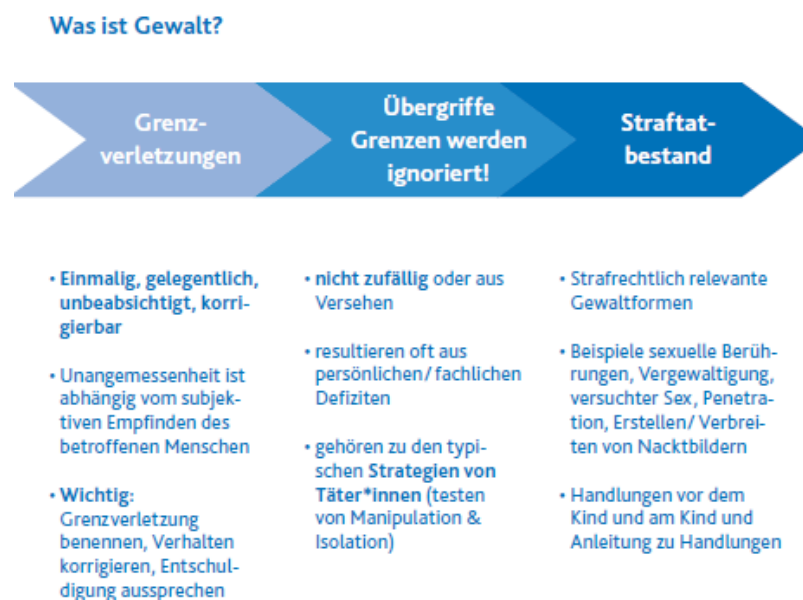 Was ist Gewalt?
Grenz-
verletzungen
Übergriffe
Grenzen werden
ignoriert!
Straftat-
bestand
• Einmalig, gelegentlich,
unbeabsichtigt, korri-
gierbar
• Unangemessenheit ist
abhängig vom subjek-
tiven Empfinden des
betroffenen Menschen
• Wichtig:
Grenzverletzung
benennen, Verhalten
korrigieren, Entschul-
digung aussprechen
• nicht zufällig oder aus
Versehen
• resultieren oft aus
persönlichen/ fachlichen
Defiziten
• gehören zu den typi-
schen Strategien von
Täter*innen (testen
von Manipulation &
Isolation)
• Strafrechtlich relevante
Gewaltformen
• Beispiele sexuelle Berüh-
rungen, Vergewaltigung,
versuchter Sex, Penetra-
tion, Erstellen/ Verbrei-
ten von Nacktbildern
• Handlungen vor dem
Kind und am Kind und
Anleitung zu Handlungen